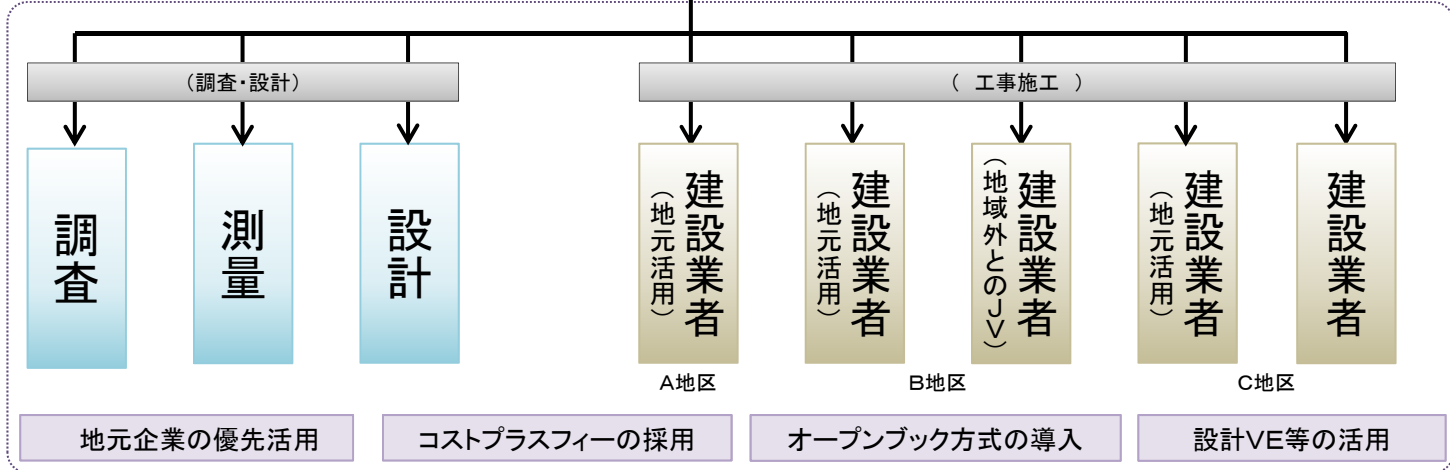 （調査・設計）
（　工事施工　）
調査
測量
設計
建設業者
（地元活用）
建設業者
（地元活用）
建設業者
（地域外とのＪＶ）
建設業者
（地元活用）
建設業者
A地区
B地区
C地区
地元企業の優先活用
コストプラスフィーの採用
オープンブック方式の導入
設計VE等の活用